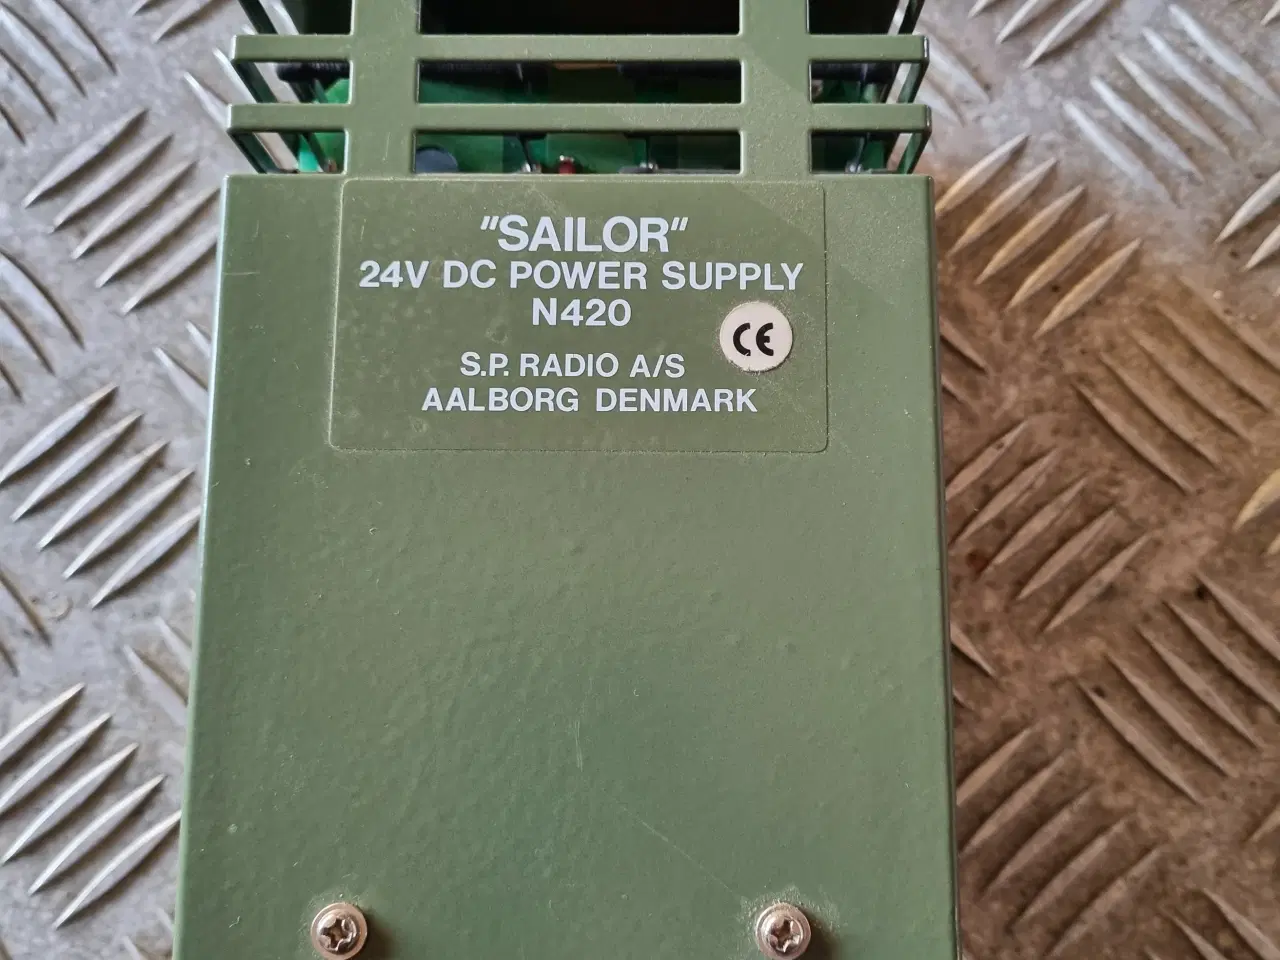 "SAILOR"
24V DC POWER SUPPLY
N420
CE
S.P. RADIO A/S
AALBORG DENMARK